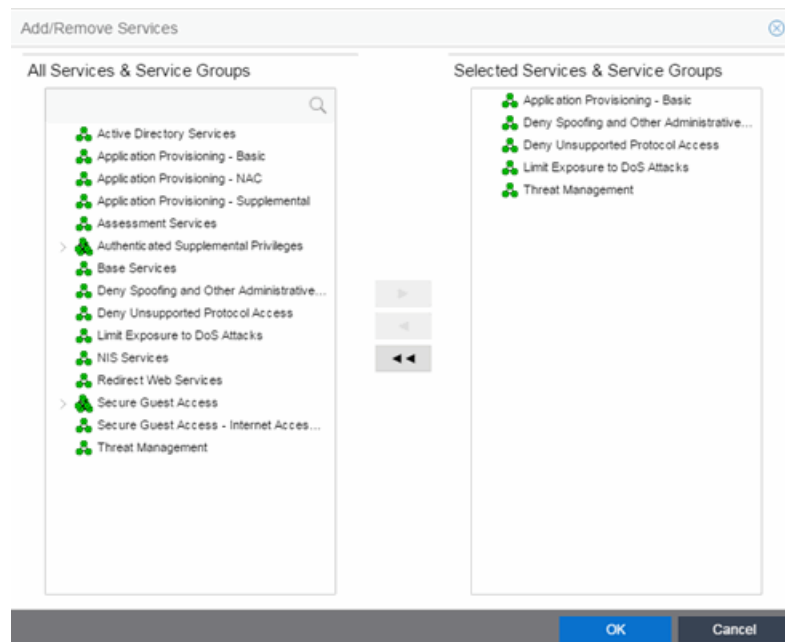 Add/Remove Services
All Services & Service Groups
Active Directory Services
Application Provisioning - Basic
Application Provisioning - NAC
Application Provisioning - Supplemental
Assessment Services
Authenticated Supplemental Privileges
Base Services
Deny Spoofing and Other Administrative...
Deny Unsupported Protocol Access
Limit Exposure to DoS Attacks
NIS Services
Redirect Web Services
Secure Guest Access
Secure Guest Access - Internet Acces...
Threat Management
Selected Services & Service Groups
Application Provisioning - Basic
Deny Spoofing and Other Administrative...
Deny Unsupported Protocol Access
Limit Exposure to DoS Attacks
Threat Management
OK
Cancel